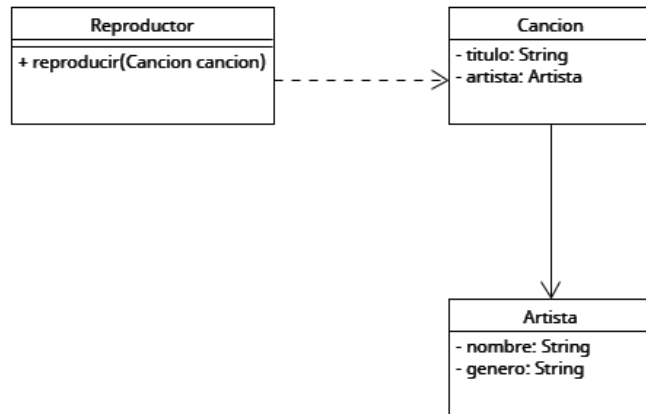 Reproductor
+ reproducir(Cancion cancion)
Cancion
- titulo: String
- artista: Artista
Artista
- nombre: String
- genero: String